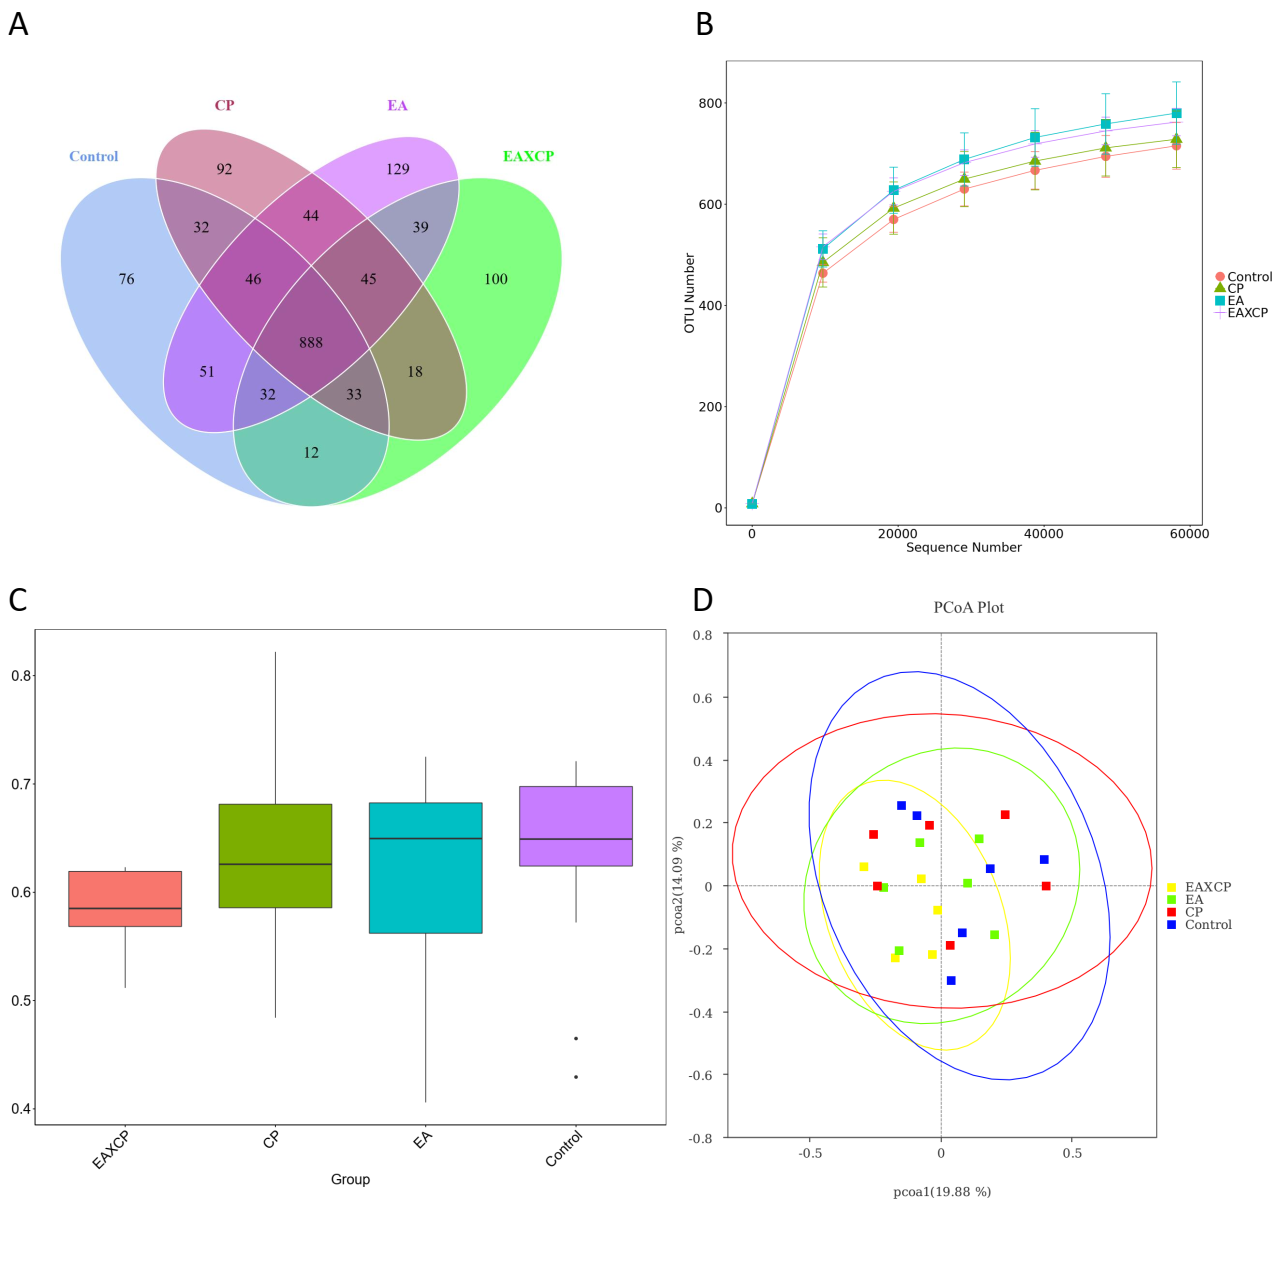 A
CP
EA
Control
EAXCP
92
129
32
44
39
76
46
45
100
888
51
32
33
18
12
B
800
600
400
200
0
OTU Number
0
20000
40000
60000
Sequence Number
Control
CP
EA
EAXCP
C
0.8
0.7
0.6
0.5
0.4
EAXCP
CP
EA
Control
Group
D
PCoA Plot
0.8
0.6
0.4
0.2
0
-0.2
-0.4
-0.6
-0.8
pcoa2(14.09 %)
-0.5
0
0.5
pcoa1(19.88 %)
EAXCP
EA
CP
Control